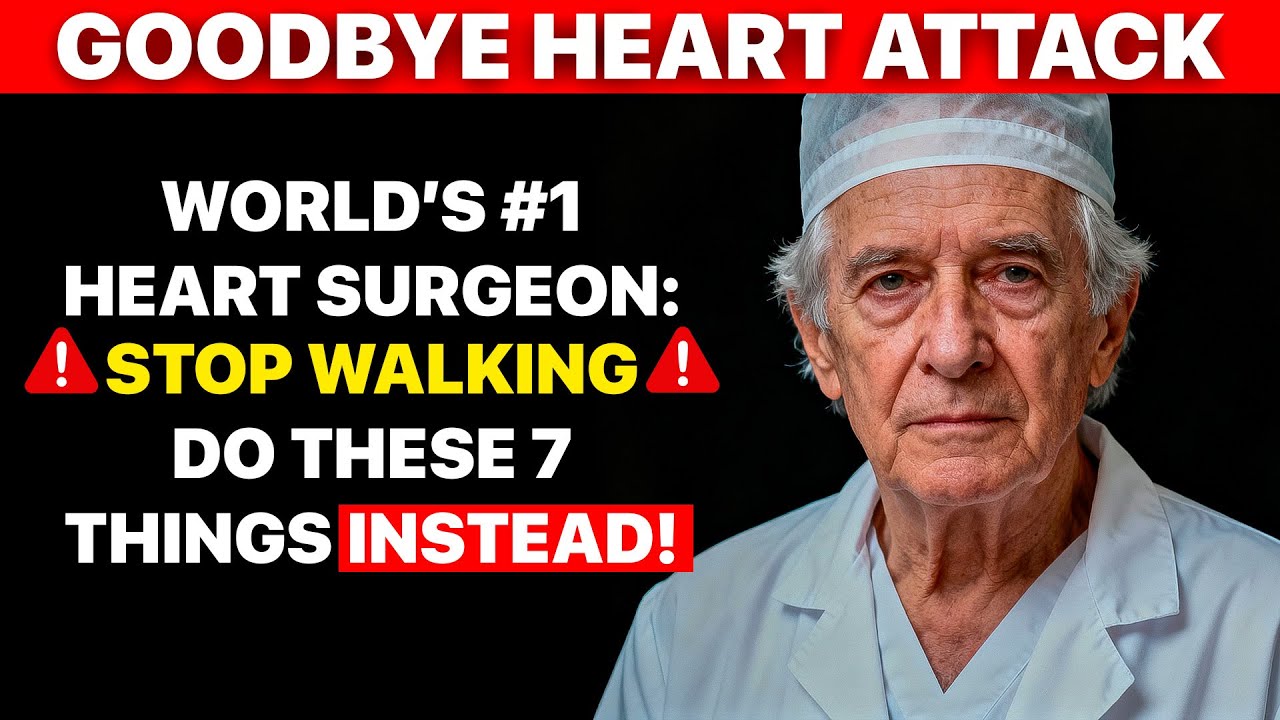 GOODBYE HEART ATTACK
WORLD'S #1
HEART SURGEON:
STOP WALKING
DO THESE 7
THINGS INSTEAD!